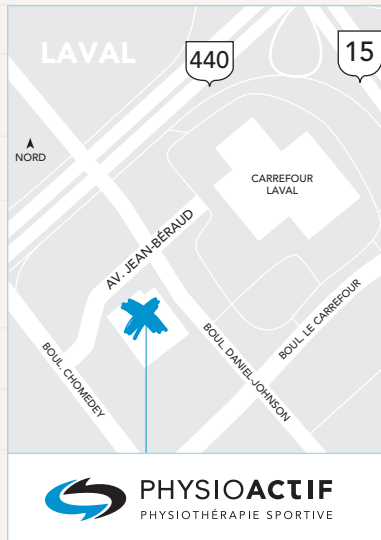 LAVAL
440
15
NORD
CARREFOUR
LAVAL
AV. JEAN-BÉRAUD
BOUL. CHOMEDEY
BOUL. DANIEL-JOHNSON
BOUL. LE CARREFOUR
PHYSIOACTIF
PHYSIOTHÉRAPIE SPORTIVE